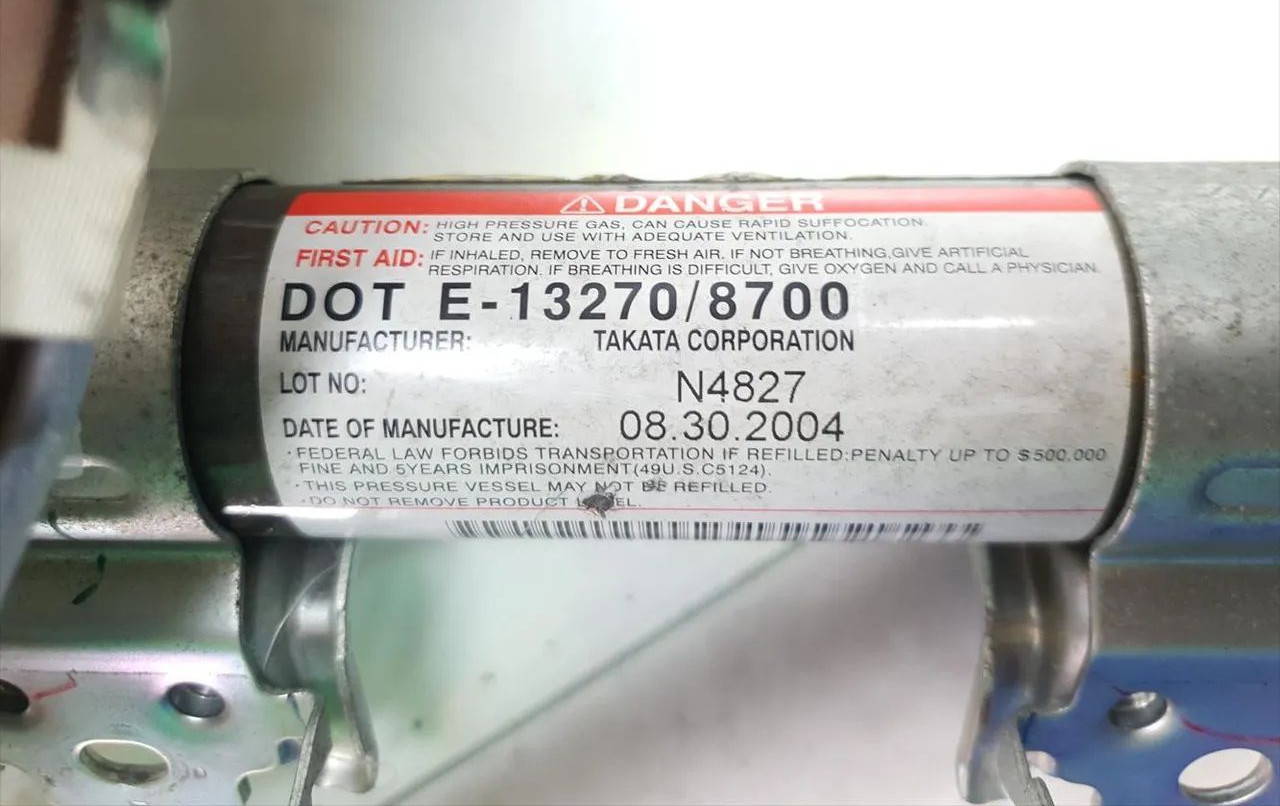 DANGER
CAUTION: HIGH PRESSURE GAS, CAN CAUSE RAPID SUFFOCATION.
STORE AND USE WITH ADEQUATE VENTILATION.
FIRST AID: IF INHALED, REMOVE TO FRESH AIR. IF NOT BREATHING,GIVE ARTIFICIAL
RESPIRATION. IF BREATHING IS DIFFICULT, GIVE OXYGEN AND CALL A PHYSICIAN.
DOT E-13270/8700
MANUFACTURER: TAKATA CORPORATION
LOT NO: N4827
DATE OF MANUFACTURE: 08.30.2004
·FEDERAL LAW FORBIDS TRANSPORTATION IF REFILLED:PENALTY UP TO $500,000
FINE AND 5YEARS IMPRISONMENT(49U.S.C5124).
·THIS PRESSURE VESSEL MAY NOT BE REFILLED.
·DO NOT REMOVE PRODUCT